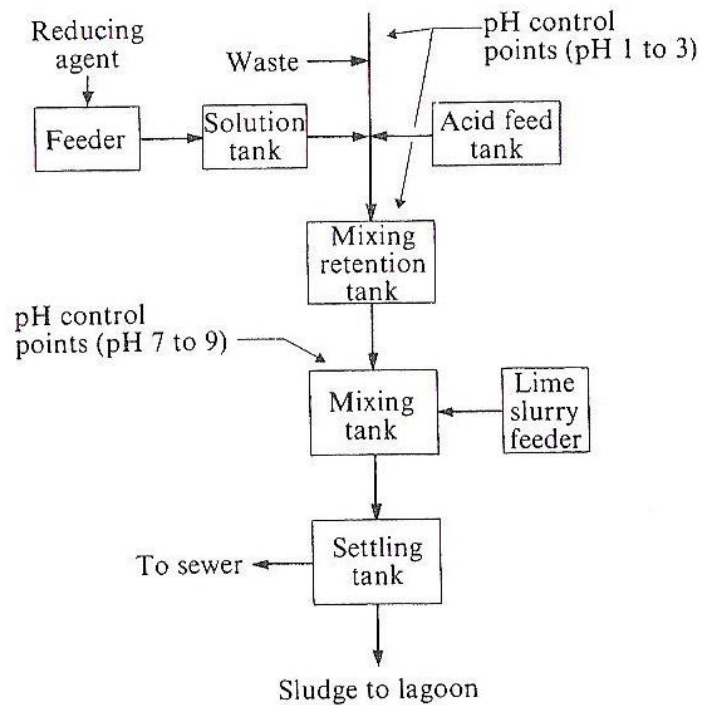 Reducing
agent
Waste
pH control
points (pH 1 to 3)
Feeder
Solution
tank
Acid feed
tank
Mixing
retention
tank
pH control
points (pH 7 to 9)
Mixing
tank
Lime
slurry
feeder
To sewer
Settling
tank
Sludge to lagoon